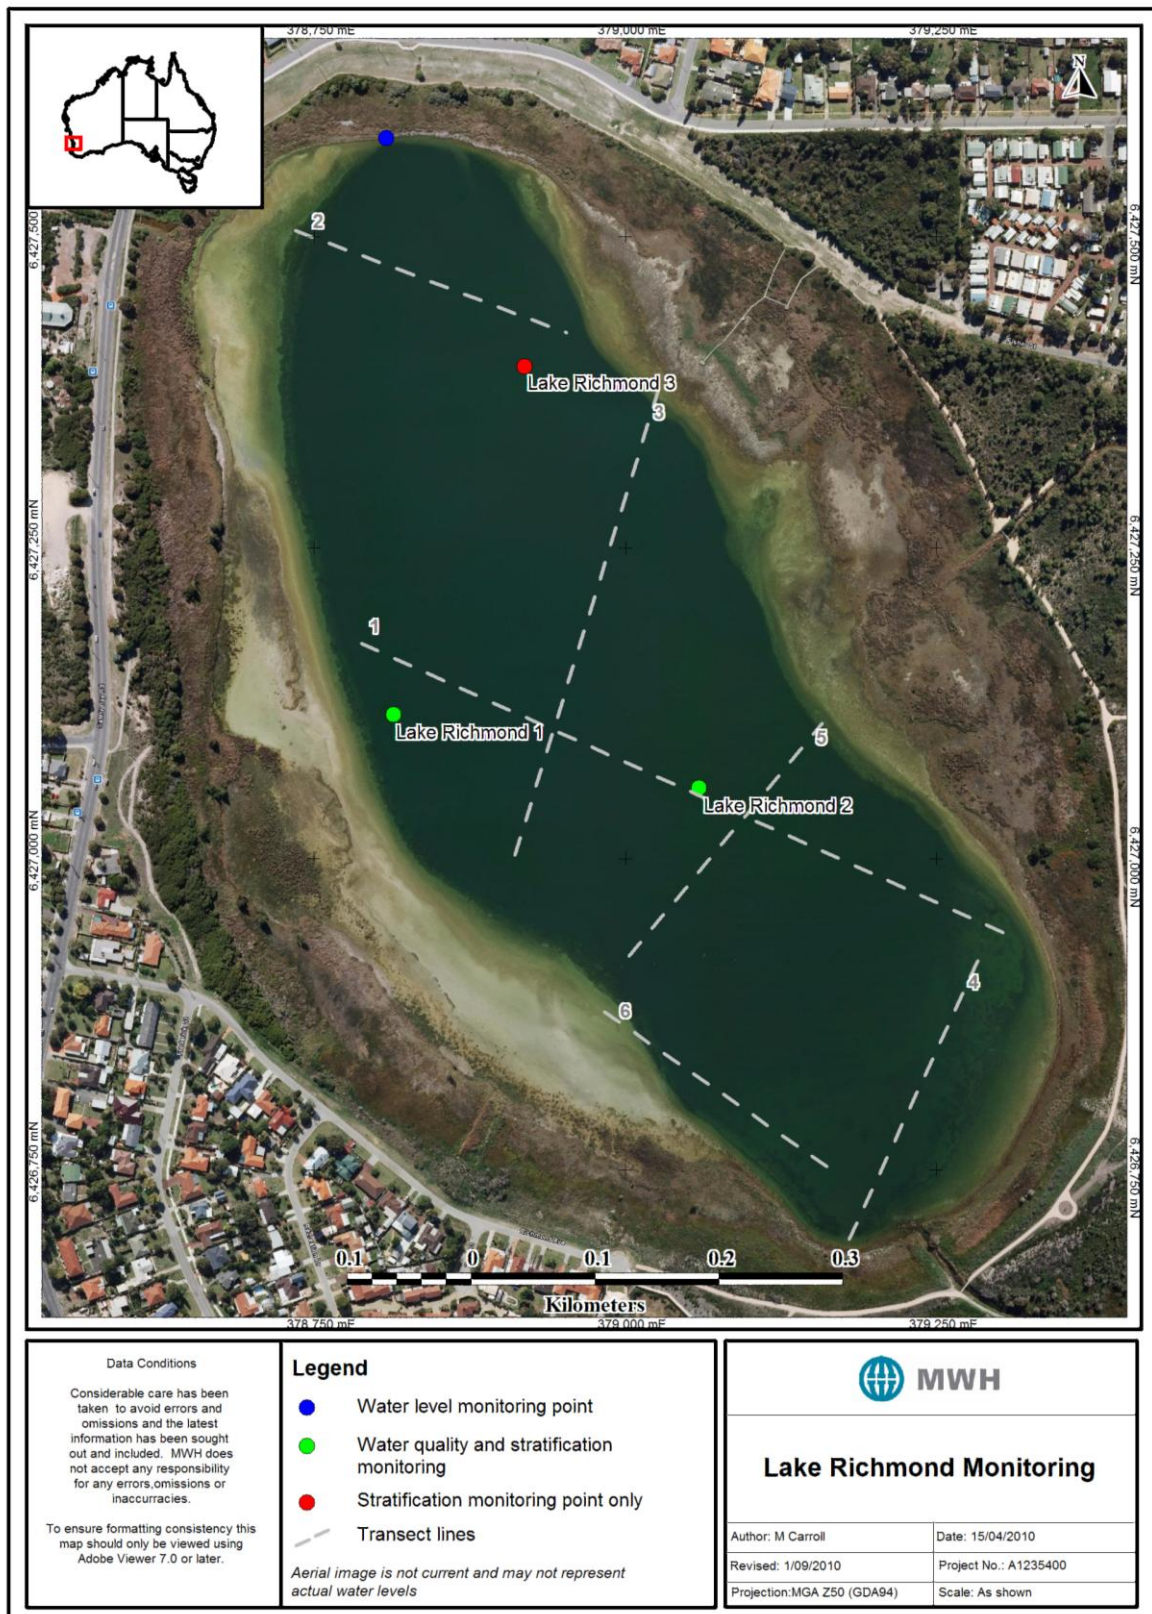 378,750 mE
379,000 mE
379,250 mE
N
6,427,500 mN
6,427,500 mN
2
Lake Richmond 3
3
6,427,250 mN
6,427,250 mN
1
Lake Richmond 1
5
Lake Richmond 2
6,427,000 mN
6,427,000 mN
4
6
6,426,750 mN
6,426,750 mN
0.1 0 0.1 0.2 0.3
Kilometers
378,750 mE
379,000 mE
379,250 mE
Data Conditions
Considerable care has been
taken to avoid errors and
omissions and the latest
information has been sought
out and included. MWH does
not accept any responsibility
for any errors,omissions or
inaccurracies.
To ensure formatting consistency this
map should only be viewed using
Adobe Viewer 7.0 or later.
Legend
Water level monitoring point
Water quality and stratification
monitoring
Stratification monitoring point only
Transect lines
Aerial image is not current and may not represent
actual water levels
MWH
Lake Richmond Monitoring
Author: M Carroll
Date: 15/04/2010
Revised: 1/09/2010
Project No.: A1235400
Projection:MGA Z50 (GDA94)
Scale: As shown